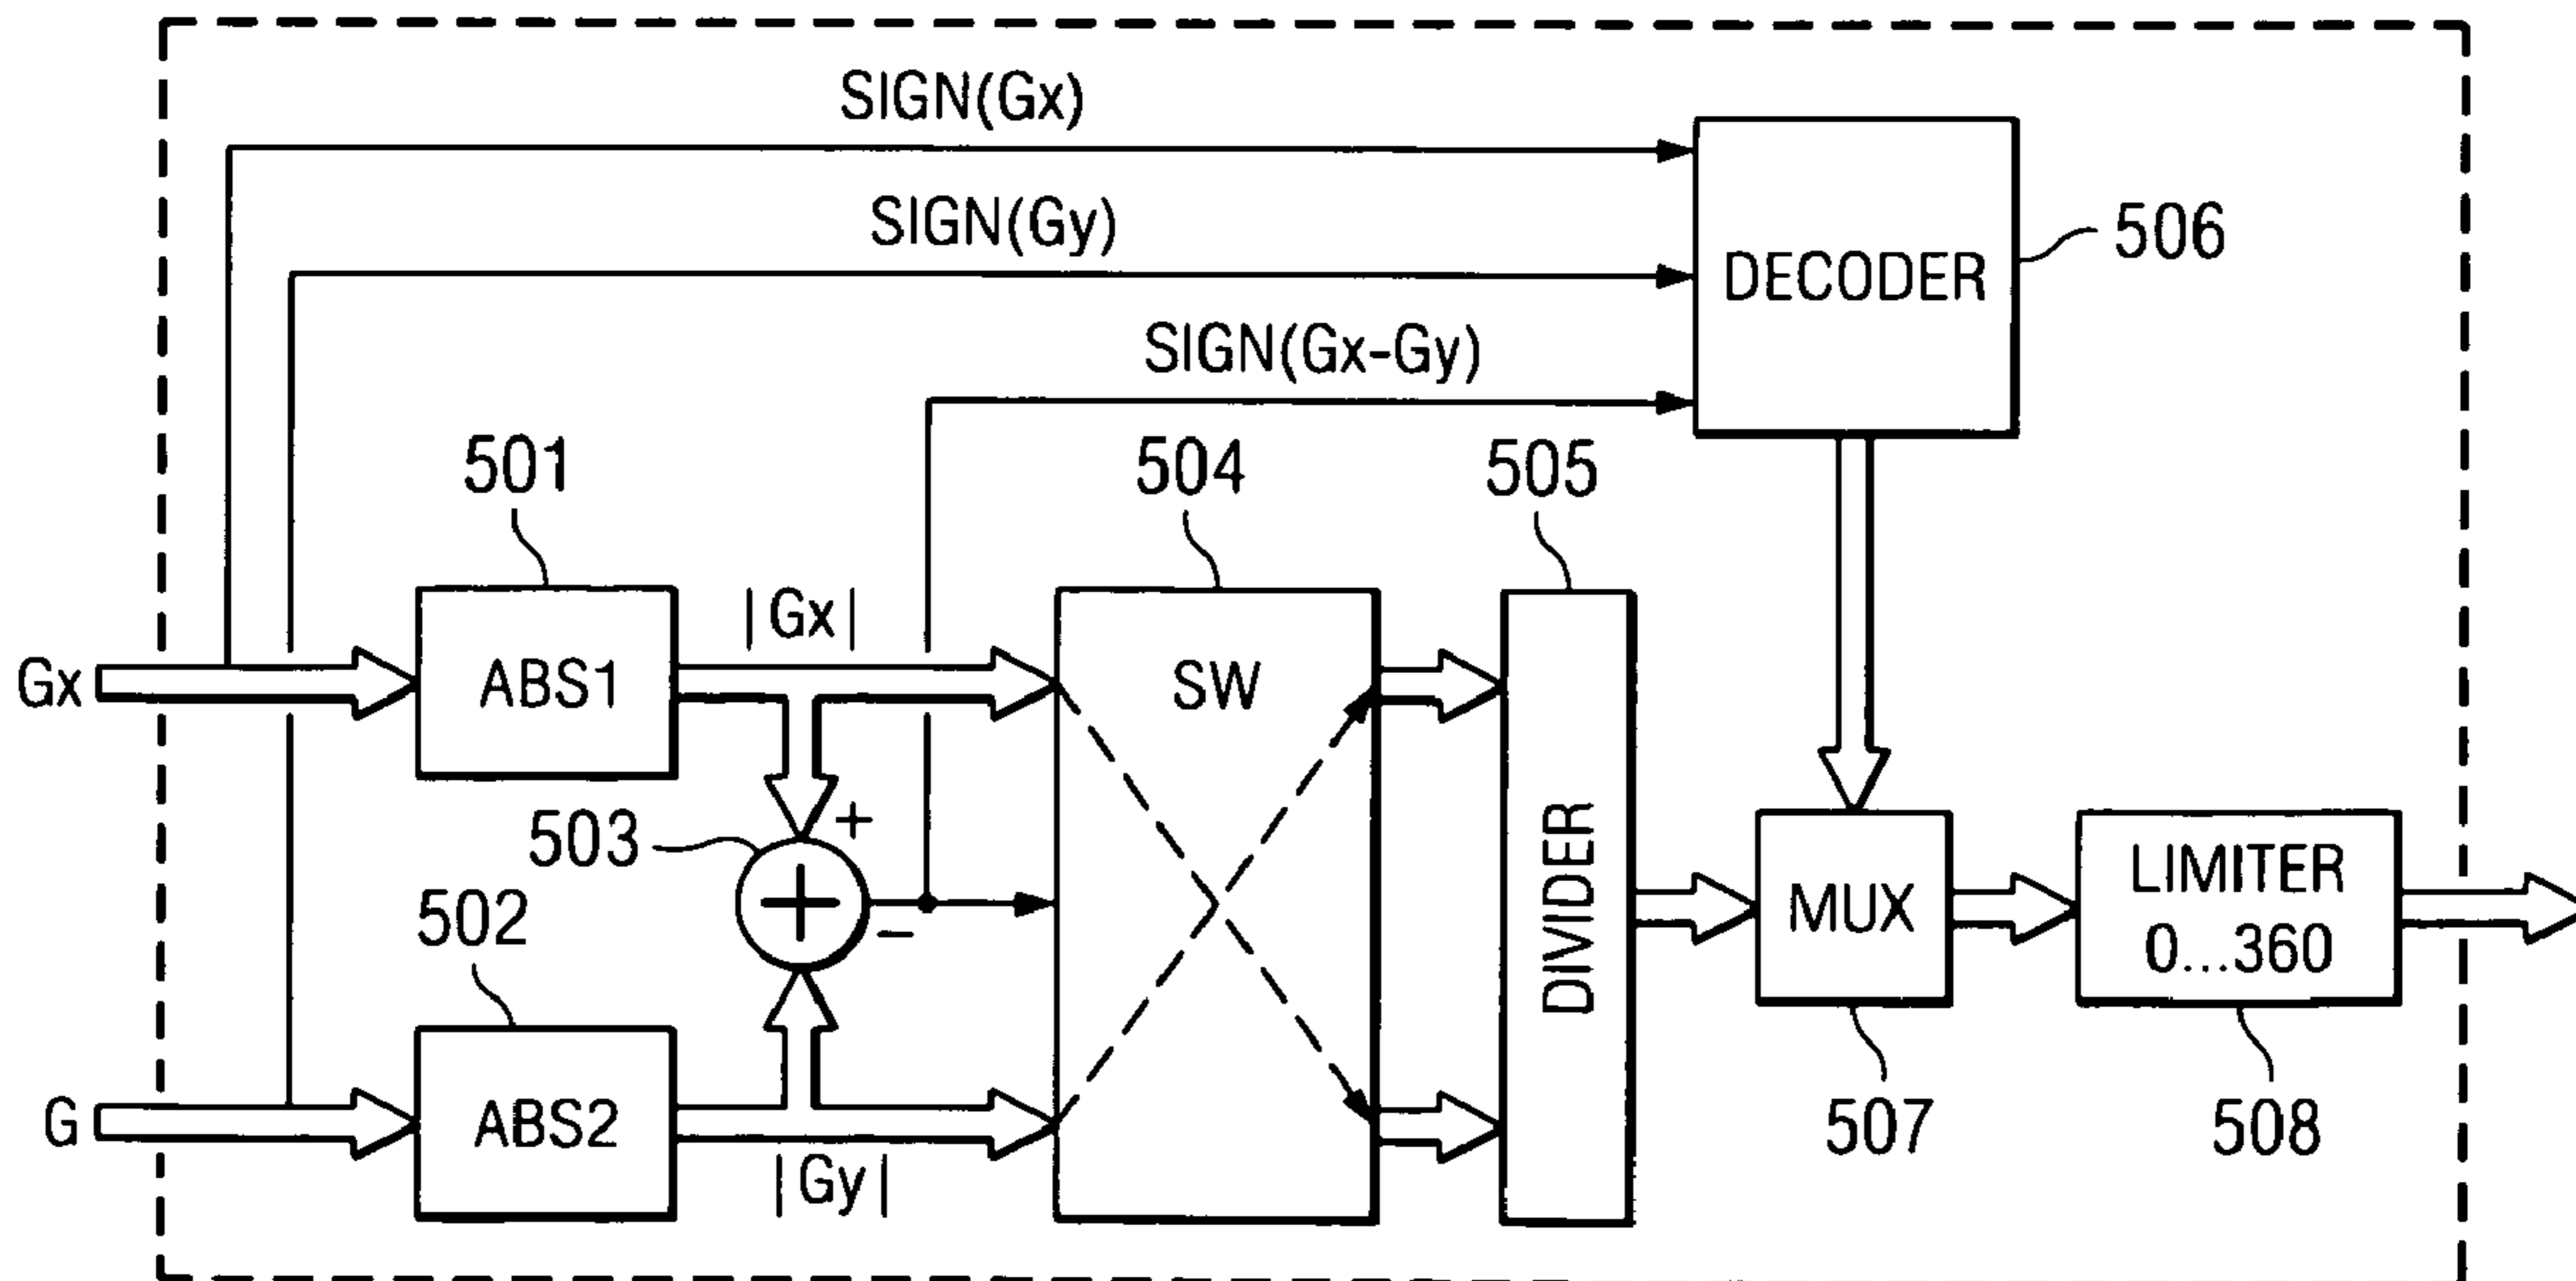 SIGN(Gx)
SIGN(Gy)
DECODER
506
SIGN(Gx-Gy)
501
504
505
|Gx|
Gx
ABS1
SW
+
503
+
−
502
DIVIDER
MUX
LIMITER
0...360
G
ABS2
|Gy|
507
508